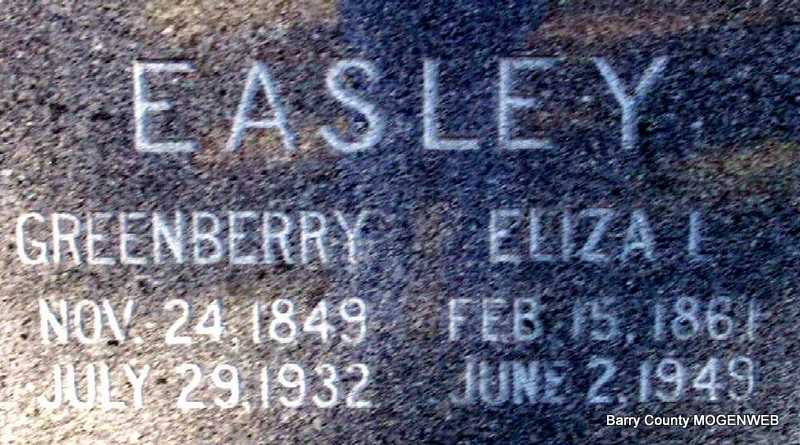 EASLEY
GREENBERRY ELIZA I.
NOV. 24, 1849 FEB. 15, 1861
JULY 29, 1932 JUNE 2, 1949
Barry County MOGENWEB